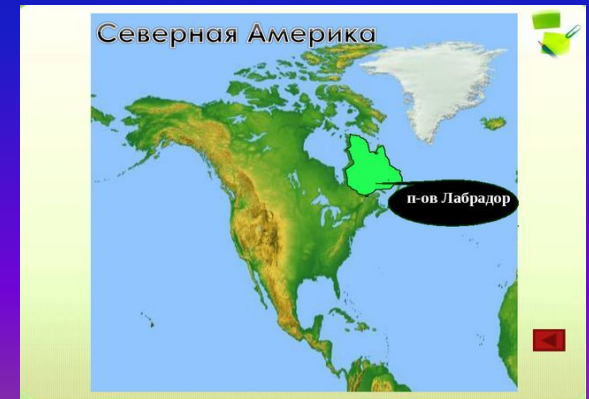 Северная Америка
п-ов Лабрадор